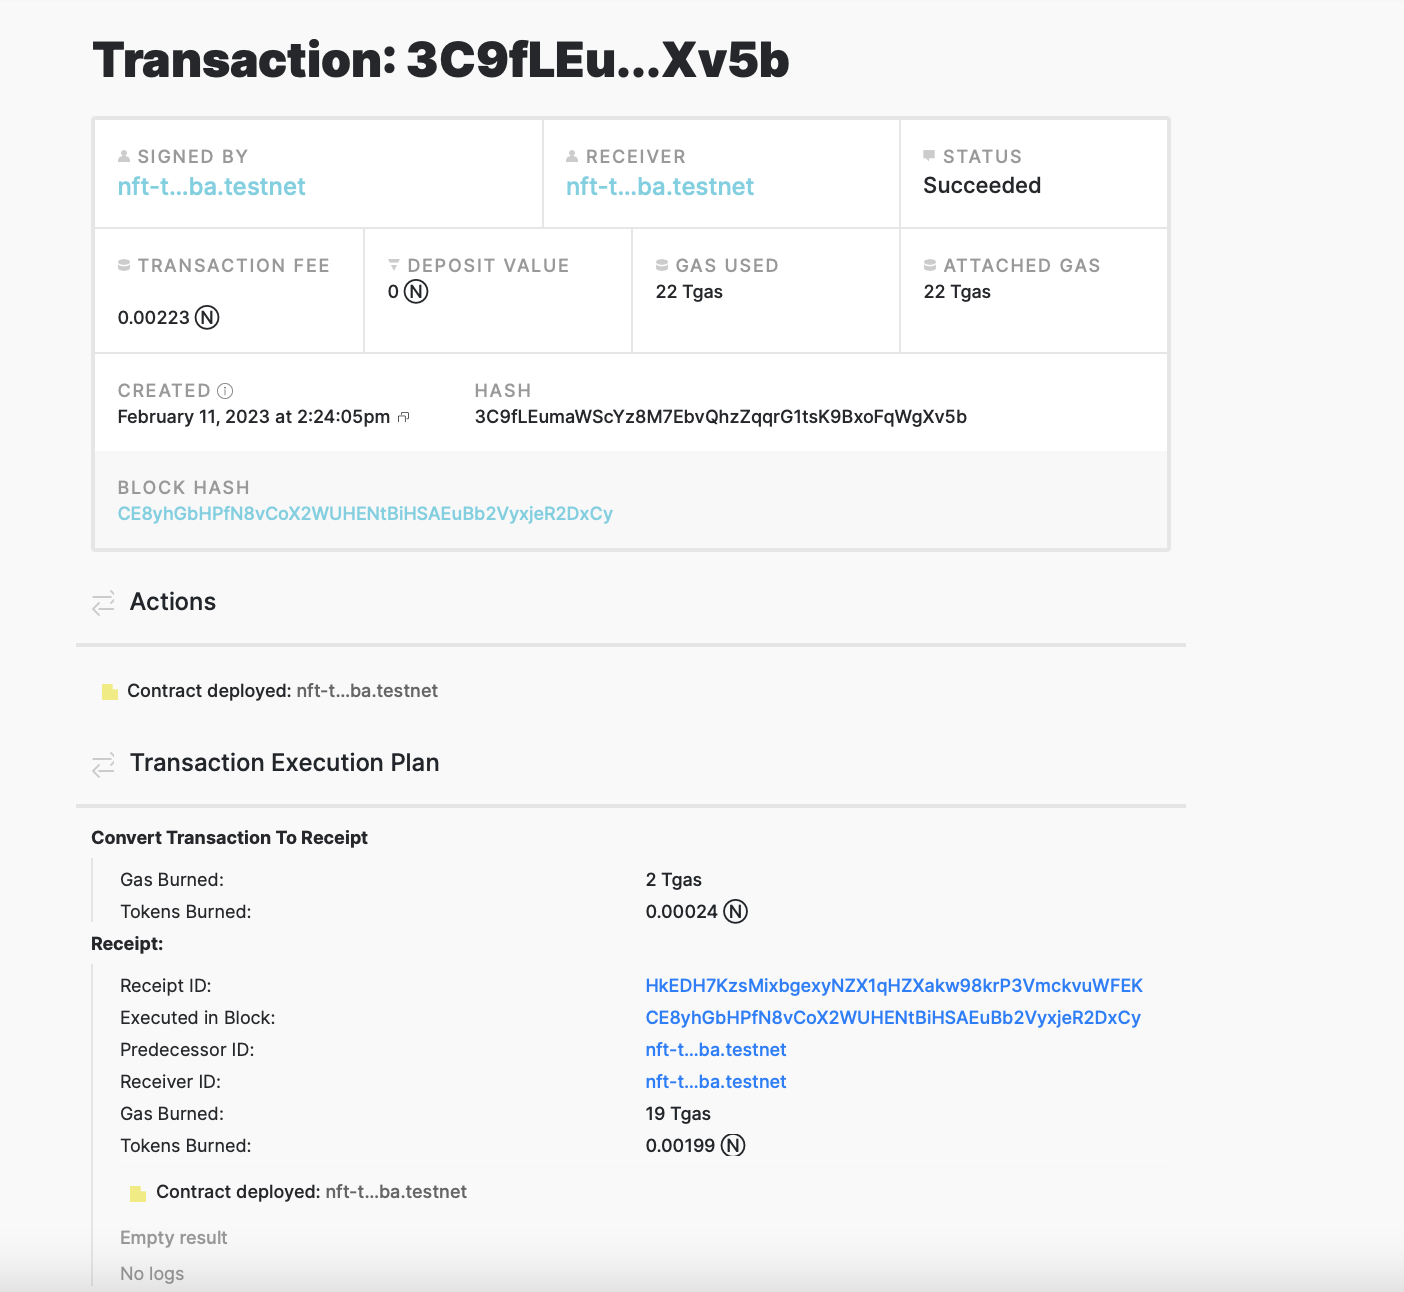 Transaction: 3C9fLEu...Xv5b
SIGNED BY
nft-t...ba.testnet
RECEIVER
nft-t...ba.testnet
STATUS
Succeeded
TRANSACTION FEE
0.00223 Ⓝ
DEPOSIT VALUE
0 Ⓝ
GAS USED
22 Tgas
ATTACHED GAS
22 Tgas
CREATED ⓘ
February 11, 2023 at 2:24:05pm
HASH
3C9fLEumaWScYz8M7EbvQhzZqqrG1tsK9BxoFqWgXv5b
BLOCK HASH
CE8yhGbHPfN8vCoX2WUHENtBiHSAEuBb2VyxjeR2DxCy
Actions
Contract deployed: nft-t...ba.testnet
Transaction Execution Plan
Convert Transaction To Receipt
Gas Burned: 2 Tgas
Tokens Burned: 0.00024 Ⓝ
Receipt:
Receipt ID: HkEDH7KzsMixbgexyNZX1qHZXakw98krP3VmckvuWFEK
Executed in Block: CE8yhGbHPfN8vCoX2WUHENtBiHSAEuBb2VyxjeR2DxCy
Predecessor ID: nft-t...ba.testnet
Receiver ID: nft-t...ba.testnet
Gas Burned: 19 Tgas
Tokens Burned: 0.00199 Ⓝ
Contract deployed: nft-t...ba.testnet
Empty result
No logs